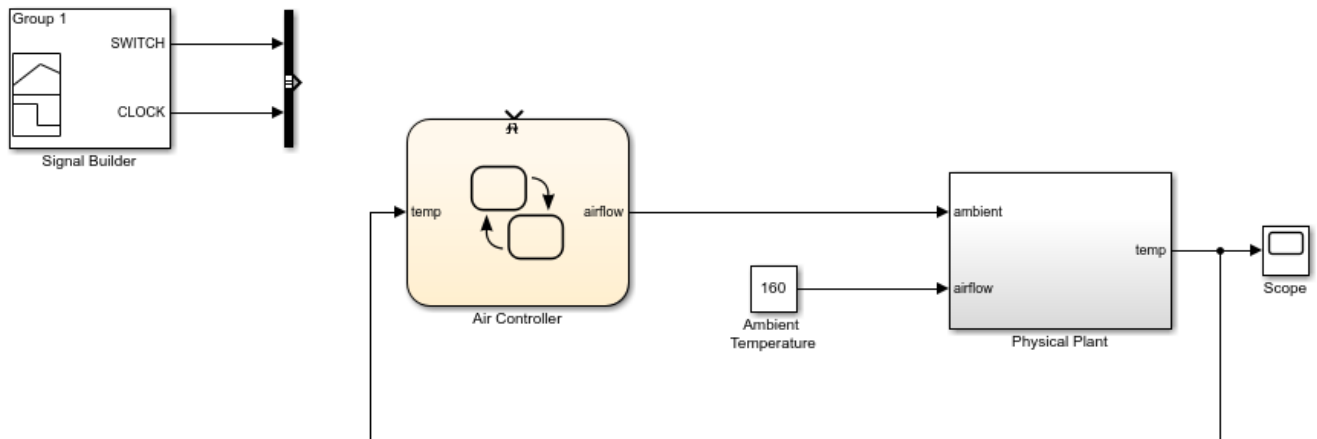 Group 1
SWITCH
CLOCK
Signal Builder
temp
airflow
Air Controller
160
Ambient
Temperature
ambient
airflow
temp
Physical Plant
Scope